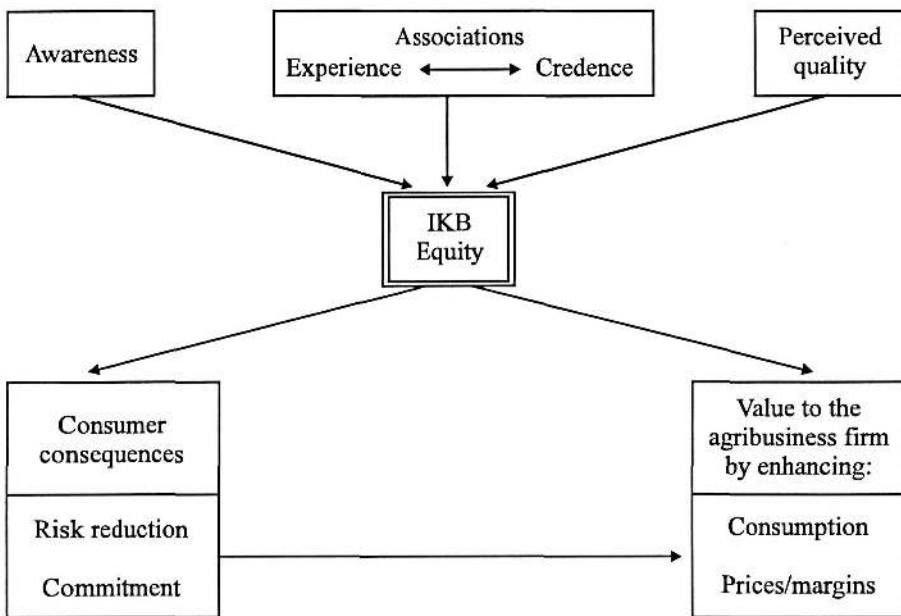 Awareness
Associations
Experience Credence
Perceived
quality
IKB
Equity
Consumer
consequences
Risk reduction
Commitment
Value to the
agribusiness firm
by enhancing:
Consumption
Prices/margins